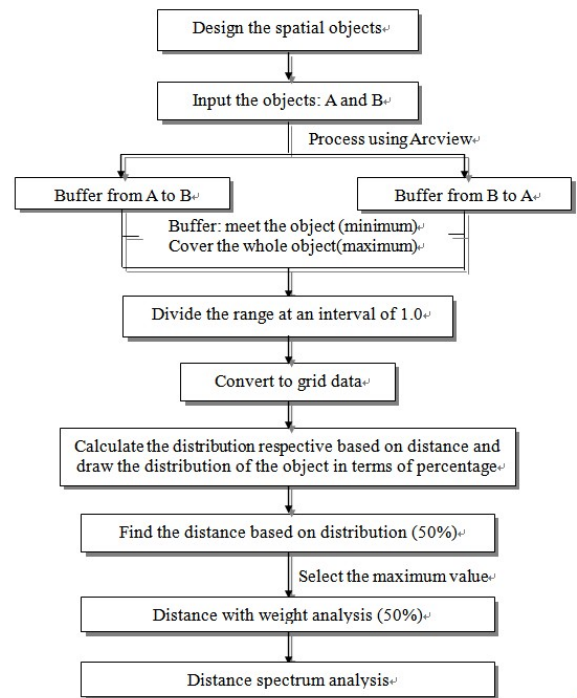 Design the spatial objects
Input the objects: A and B
Process using Arcview
Buffer from A to B
Buffer from B to A
Buffer: meet the object (minimum)
Cover the whole object(maximum)
Divide the range at an interval of 1.0
Convert to grid data
Calculate the distribution respective based on distance and
draw the distribution of the object in terms of percentage
Find the distance based on distribution (50%)
Select the maximum value
Distance with weight analysis (50%)
Distance spectrum analysis